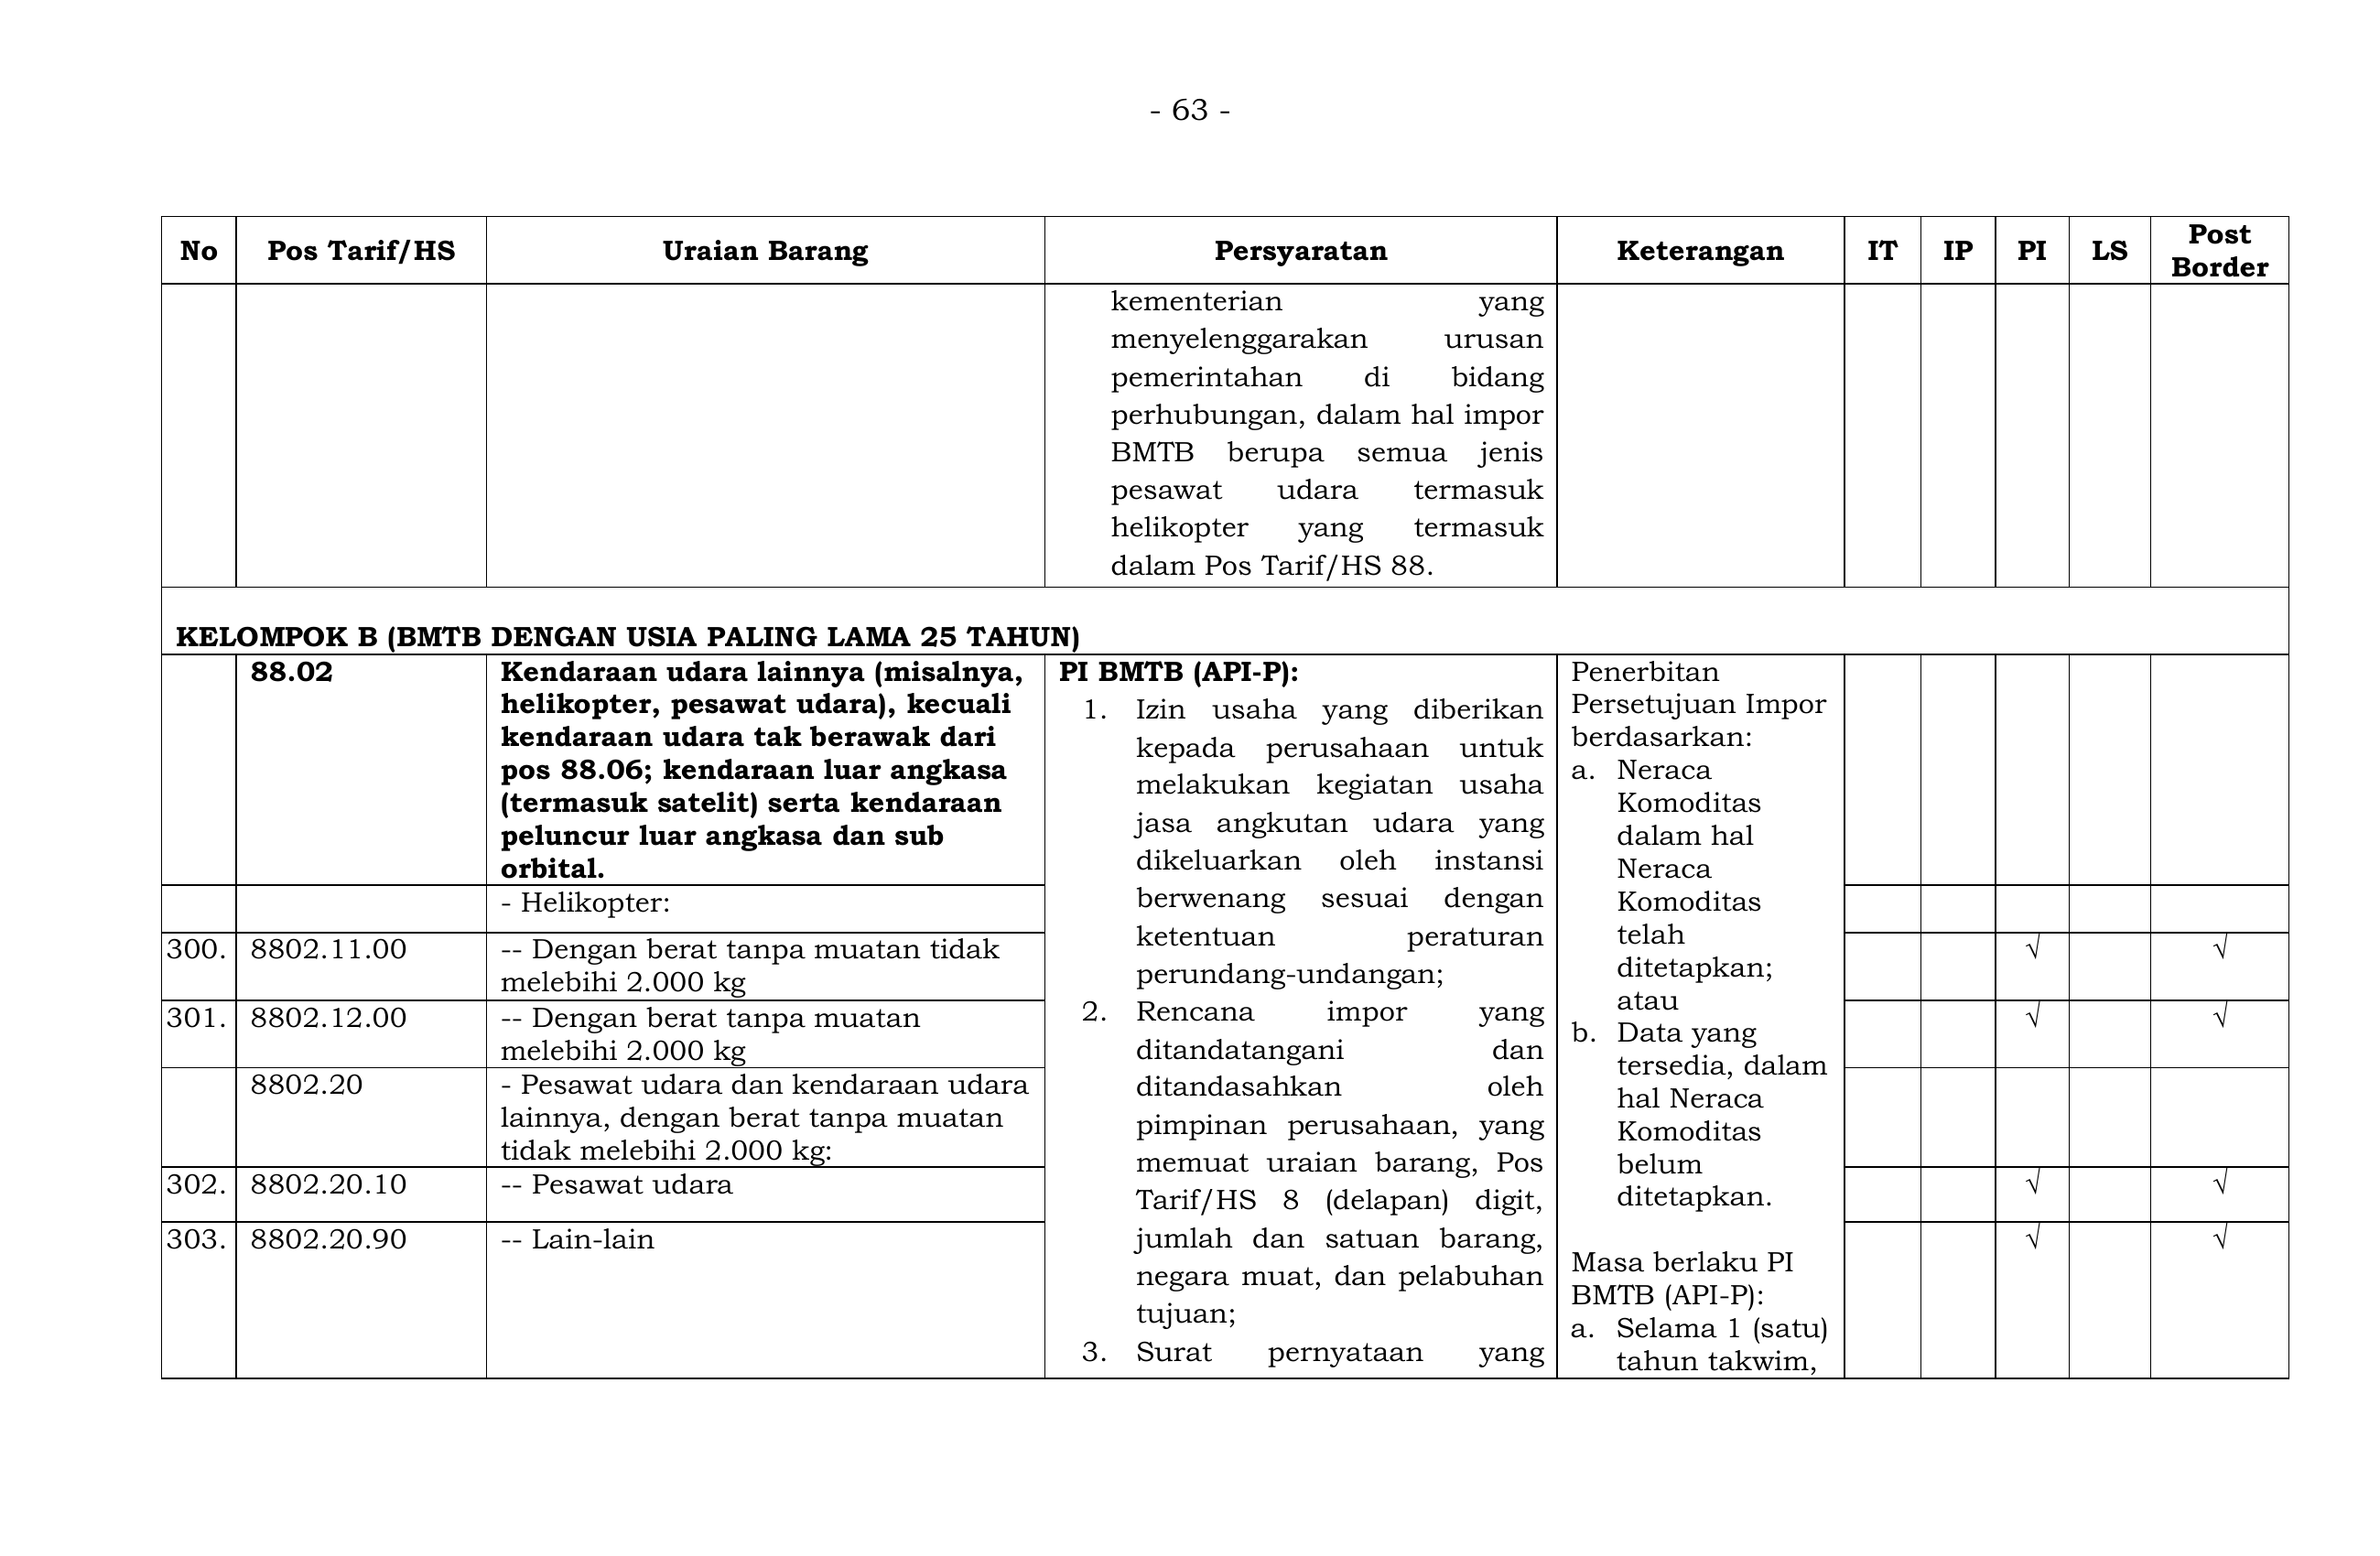 - 63 -
No Pos Tarif/HS Uraian Barang Persyaratan Keterangan IT IP PI LS Post Border
kementerian yang
menyelenggarakan urusan
pemerintahan di bidang
perhubungan, dalam hal impor
BMTB berupa semua jenis
pesawat udara termasuk
helikopter yang termasuk
dalam Pos Tarif/HS 88.
KELOMPOK B (BMTB DENGAN USIA PALING LAMA 25 TAHUN)
88.02
Kendaraan udara lainnya (misalnya,
helikopter, pesawat udara), kecuali
kendaraan udara tak berawak dari
pos 88.06; kendaraan luar angkasa
(termasuk satelit) serta kendaraan
peluncur luar angkasa dan sub
orbital.
- Helikopter:
300. 8802.11.00 -- Dengan berat tanpa muatan tidak
melebihi 2.000 kg
√ √
301. 8802.12.00 -- Dengan berat tanpa muatan
melebihi 2.000 kg
√ √
8802.20 - Pesawat udara dan kendaraan udara
lainnya, dengan berat tanpa muatan
tidak melebihi 2.000 kg:
302. 8802.20.10 -- Pesawat udara √ √
303. 8802.20.90 -- Lain-lain √ √
PI BMTB (API-P):
1. Izin usaha yang diberikan
kepada perusahaan untuk
melakukan kegiatan usaha
jasa angkutan udara yang
dikeluarkan oleh instansi
berwenang sesuai dengan
ketentuan peraturan
perundang-undangan;
2. Rencana impor yang
ditandatangani dan
ditandasahkan oleh
pimpinan perusahaan, yang
memuat uraian barang, Pos
Tarif/HS 8 (delapan) digit,
jumlah dan satuan barang,
negara muat, dan pelabuhan
tujuan;
3. Surat pernyataan yang
Penerbitan
Persetujuan Impor
berdasarkan:
a. Neraca
Komoditas
dalam hal
Neraca
Komoditas
telah
ditetapkan;
atau
b. Data yang
tersedia, dalam
hal Neraca
Komoditas
belum
ditetapkan.
Masa berlaku PI
BMTB (API-P):
a. Selama 1 (satu)
tahun takwim,